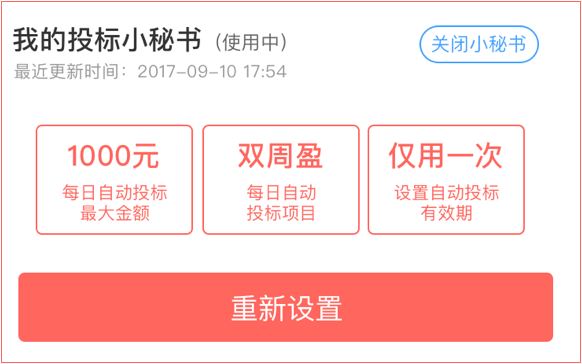 我的投标小秘书（使用中）
关闭小秘书
最近更新时间：2017-09-10 17:54
1000元
每日自动投标
最大金额
双周盈
每日自动
投标项目
仅用一次
设置自动投标
有效期
重新设置